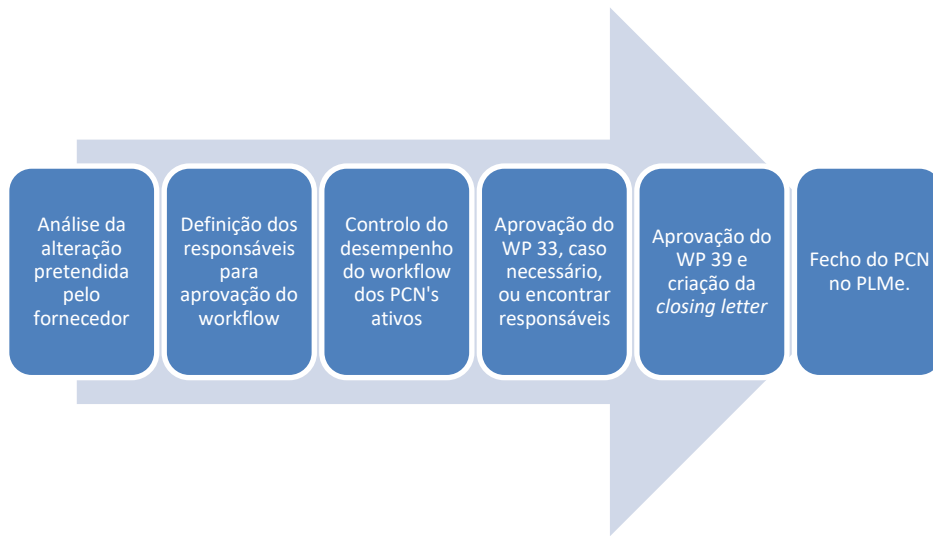 Análise da
alteração
pretendida
pelo
fornecedor
Definição dos
responsáveis
para
aprovação do
workflow
Controlo do
desempenho
do workflow
dos PCN's
ativos
Aprovação do
WP 33, caso
necessário,
ou encontrar
responsáveis
Aprovação do
WP 39 e
criação da
closing letter
Fecho do PCN
no PLMe.